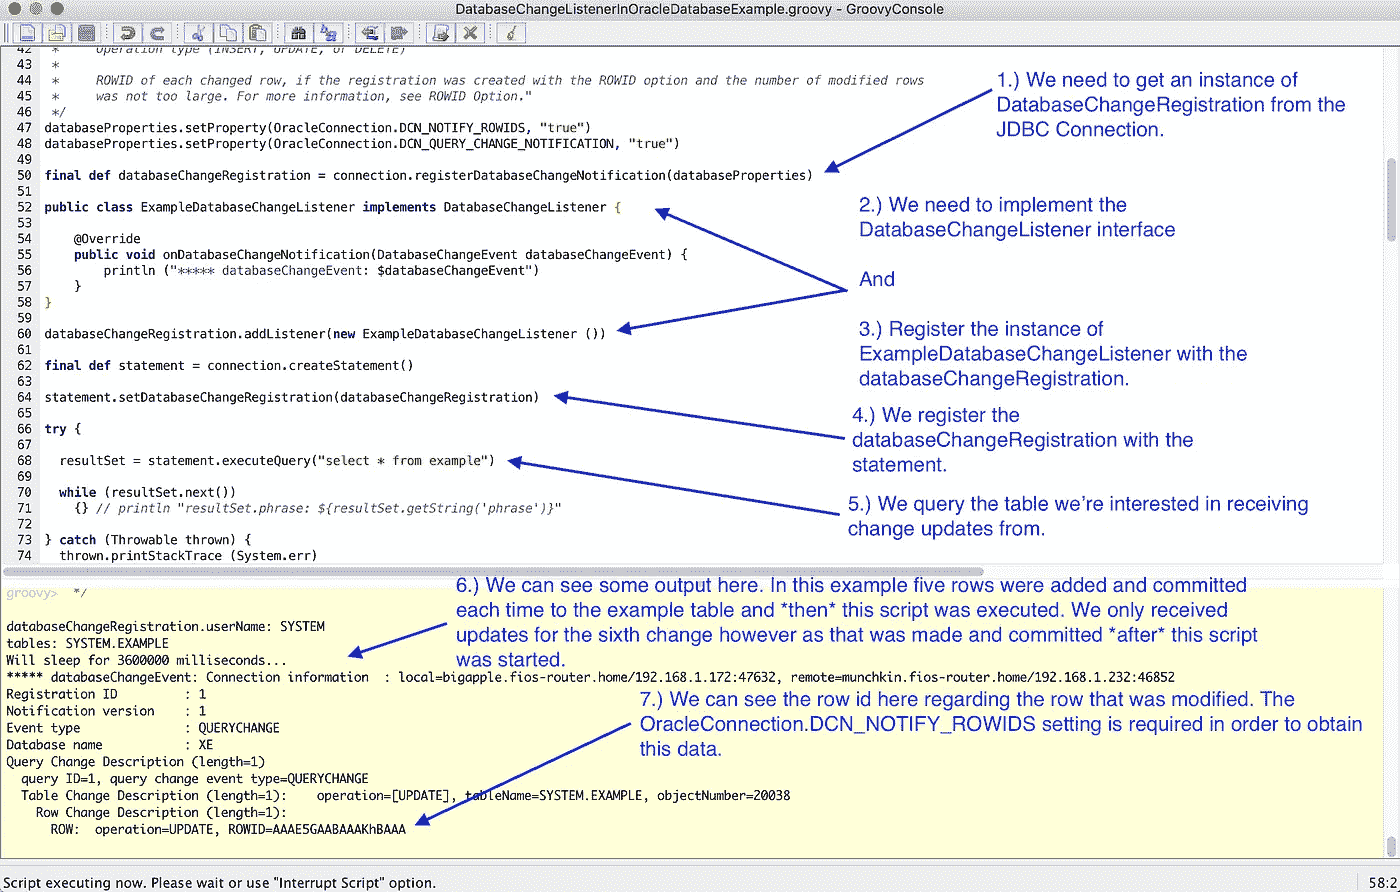 DatabaseChangeListenerInOracleDatabaseExample.groovy - GroovyConsole
42 * operation type (INSERT, UPDATE, or DELETE)
43 *
44 * ROWID of each changed row, if the registration was created with the ROWID option and the number of modified rows
45 * was not too large. For more information, see ROWID Option."
46 */
47 databaseProperties.setProperty(OracleConnection.DCN_NOTIFY_ROWIDS, "true")
48 databaseProperties.setProperty(OracleConnection.DCN_QUERY_CHANGE_NOTIFICATION, "true")
49
50 final def databaseChangeRegistration = connection.registerDatabaseChangeNotification(databaseProperties)
51
52 public class ExampleDatabaseChangeListener implements DatabaseChangeListener {
53
54 @Override
55 public void onDatabaseChangeNotification(DatabaseChangeEvent databaseChangeEvent) {
56 println ("***** databaseChangeEvent: $databaseChangeEvent")
57 }
58 }
59
60 databaseChangeRegistration.addListener(new ExampleDatabaseChangeListener ())
61
62 final def statement = connection.createStatement()
63
64 statement.setDatabaseChangeRegistration(databaseChangeRegistration)
65
66 try {
67
68 resultSet = statement.executeQuery("select * from example")
69
70 while (resultSet.next())
71 {} // println "resultSet.phrase: ${resultSet.getString('phrase')}"
72
73 } catch (Throwable thrown) {
74 thrown.printStackTrace (System.err)
1.) We need to get an instance of
DatabaseChangeRegistration from the
JDBC Connection.
2.) We need to implement the
DatabaseChangeListener interface
And
3.) Register the instance of
ExampleDatabaseChangeListener with the
databaseChangeRegistration.
4.) We register the
databaseChangeRegistration with the
statement.
5.) We query the table we're interested in receiving
change updates from.
groovy> */
6.) We can see some output here. In this example five rows were added and committed
each time to the example table and *then* this script was executed. We only received
updates for the sixth change however as that was made and committed *after* this script
was started.
databaseChangeRegistration.userName: SYSTEM
tables: SYSTEM.EXAMPLE
Will sleep for 3600000 milliseconds...
***** databaseChangeEvent: Connection information : local=bigapple.fios-router.home/192.168.1.172:47632, remote=munchkin.fios-router.home/192.168.1.232:46852
Registration ID : 1
Notification version : 1
Event type : QUERYCHANGE
Database name : XE
Query Change Description (length=1)
query ID=1, query change event type=QUERYCHANGE
Table Change Description (length=1): operation=[UPDATE], tableName=SYSTEM.EXAMPLE, objectNumber=20038
Row Change Description (length=1):
ROW: operation=UPDATE, ROWID=AAAE5GAABAAAKhBAAA
7.) We can see the row id here regarding the row that was modified. The
OracleConnection.DCN_NOTIFY_ROWIDS setting is required in order to obtain
this data.
Script executing now. Please wait or use "Interrupt Script" option.
58:2